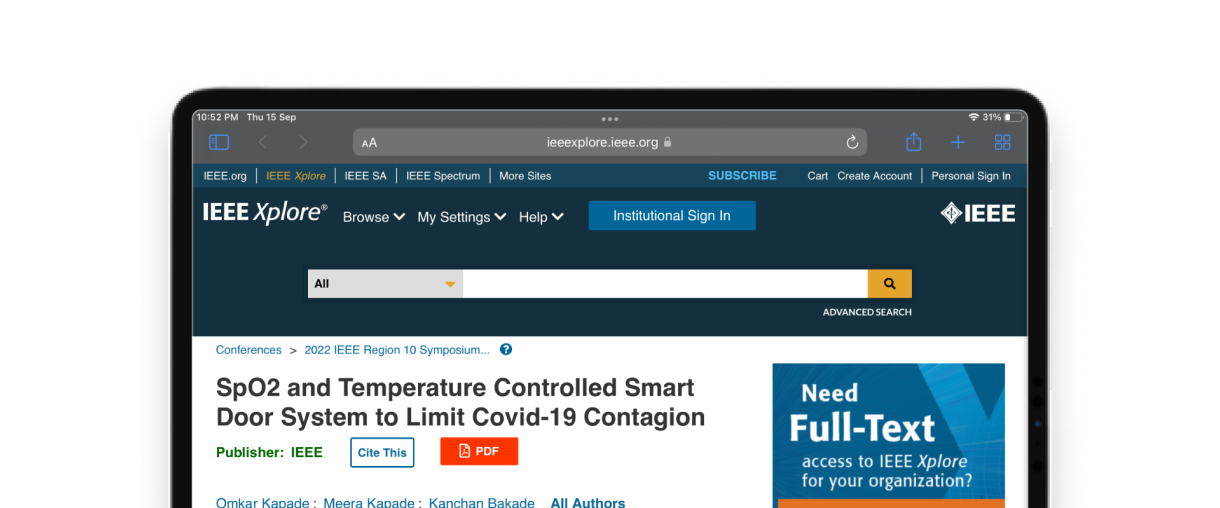 10:52 PM Thu 15 Sep
31%
AA
ieeexplore.ieee.org
IEEE.org | IEEE Xplore | IEEE SA | IEEE Spectrum | More Sites
SUBSCRIBE
Cart Create Account | Personal Sign In
IEEE Xplore®
Browse My Settings Help
Institutional Sign In
IEEE
All
ADVANCED SEARCH
Conferences > 2022 IEEE Region 10 Symposium... ?
SpO2 and Temperature Controlled Smart
Door System to Limit Covid-19 Contagion
Publisher: IEEE
Cite This
PDF
Omkar Kapade ; Meera Kapade ; Kanchan Bakade All Authors
Need
Full-Text
access to IEEE Xplore
for your organization?